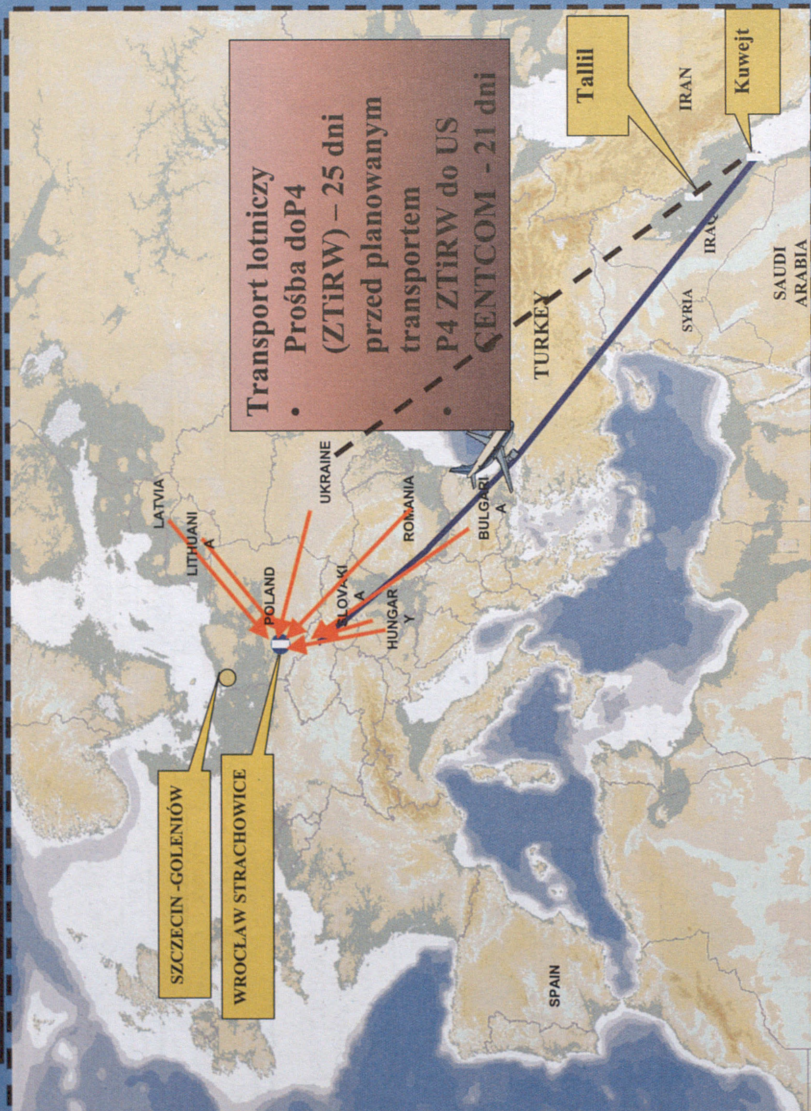 Transport lotniczy
• Prośba doP4
(ZTiRW) – 25 dni
przed planowanym
transportem
• P4 ZTiRW do US
CENTCOM - 21 dni
SZCZECIN -GOLENIÓW
WROCŁAW STRACHOWICE
LATVIA
LITHUANI
A
POLAND
UKRAINE
SLOVAKI
A
HUNGAR
Y
ROMANIA
BULGARI
A
TURKEY
SYRIA
IRAQ
IRAN
SAUDI
ARABIA
SPAIN
Tallil
Kuwejt